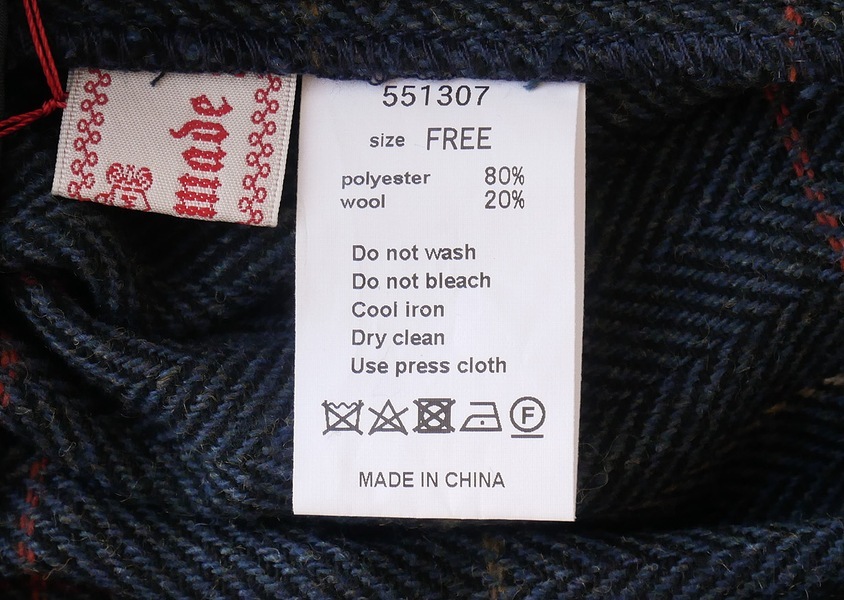 made
551307
size FREE
polyester 80%
wool 20%
Do not wash
Do not bleach
Cool iron
Dry clean
Use press cloth
F
MADE IN CHINA